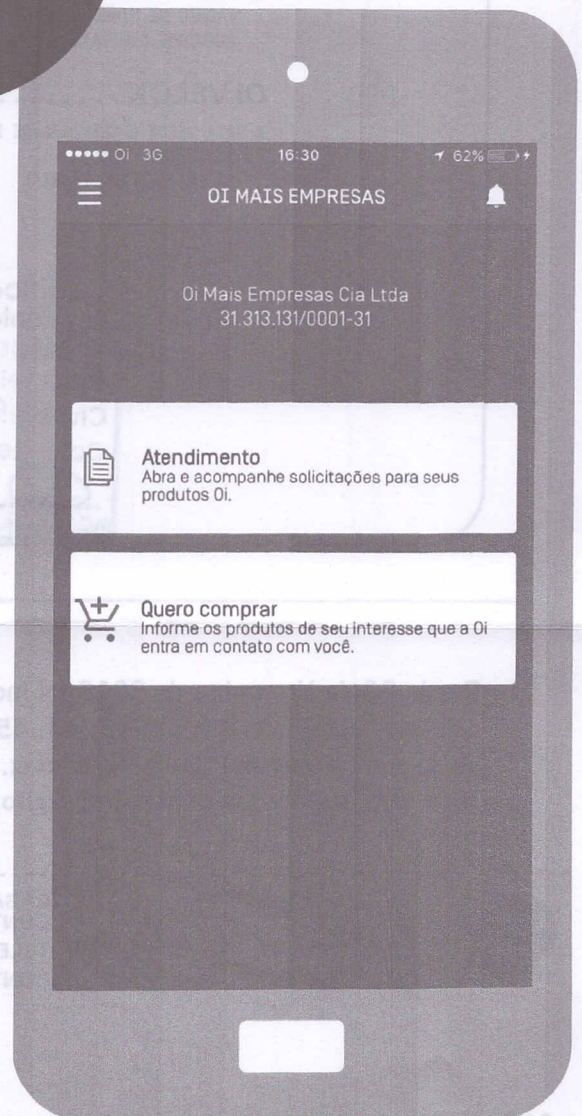 Oi 3G 16:30 62%
OI MAIS EMPRESAS
Oi Mais Empresas Cia Ltda
31.313.131/0001-31
Atendimento
Abra e acompanhe solicitações para seus
produtos Oi.
Quero comprar
Informe os produtos de seu interesse que a Oi
entra em contato com você.